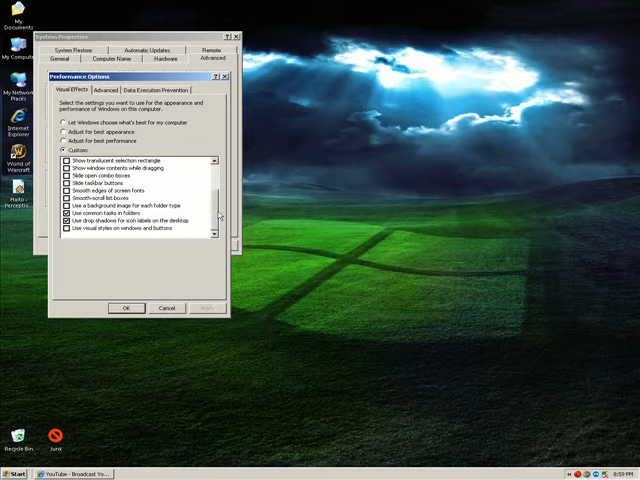 My
Documents
My Compute
My Network
Places
Internet
Explorer
World of
Warcraft
Haito -
Perceptio...
Recycle Bin
Junk
System Properties
System Restore Automatic Updates Remote
General Computer Name Hardware Advanced
Performance Options
Visual Effects Advanced Data Execution Prevention
Select the settings you want to use for the appearance and
performance of Windows on this computer.
Let Windows choose what's best for my computer
Adjust for best appearance
Adjust for best performance
Custom:
Show translucent selection rectangle
Show window contents while dragging
Slide open combo boxes
Slide taskbar buttons
Smooth edges of screen fonts
Smooth-scroll list boxes
Use a background image for each folder type
Use common tasks in folders
Use drop shadows for icon labels on the desktop
Use visual styles on windows and buttons
OK Cancel Apply
Start YouTube - Broadcast Yo... 8:59 PM